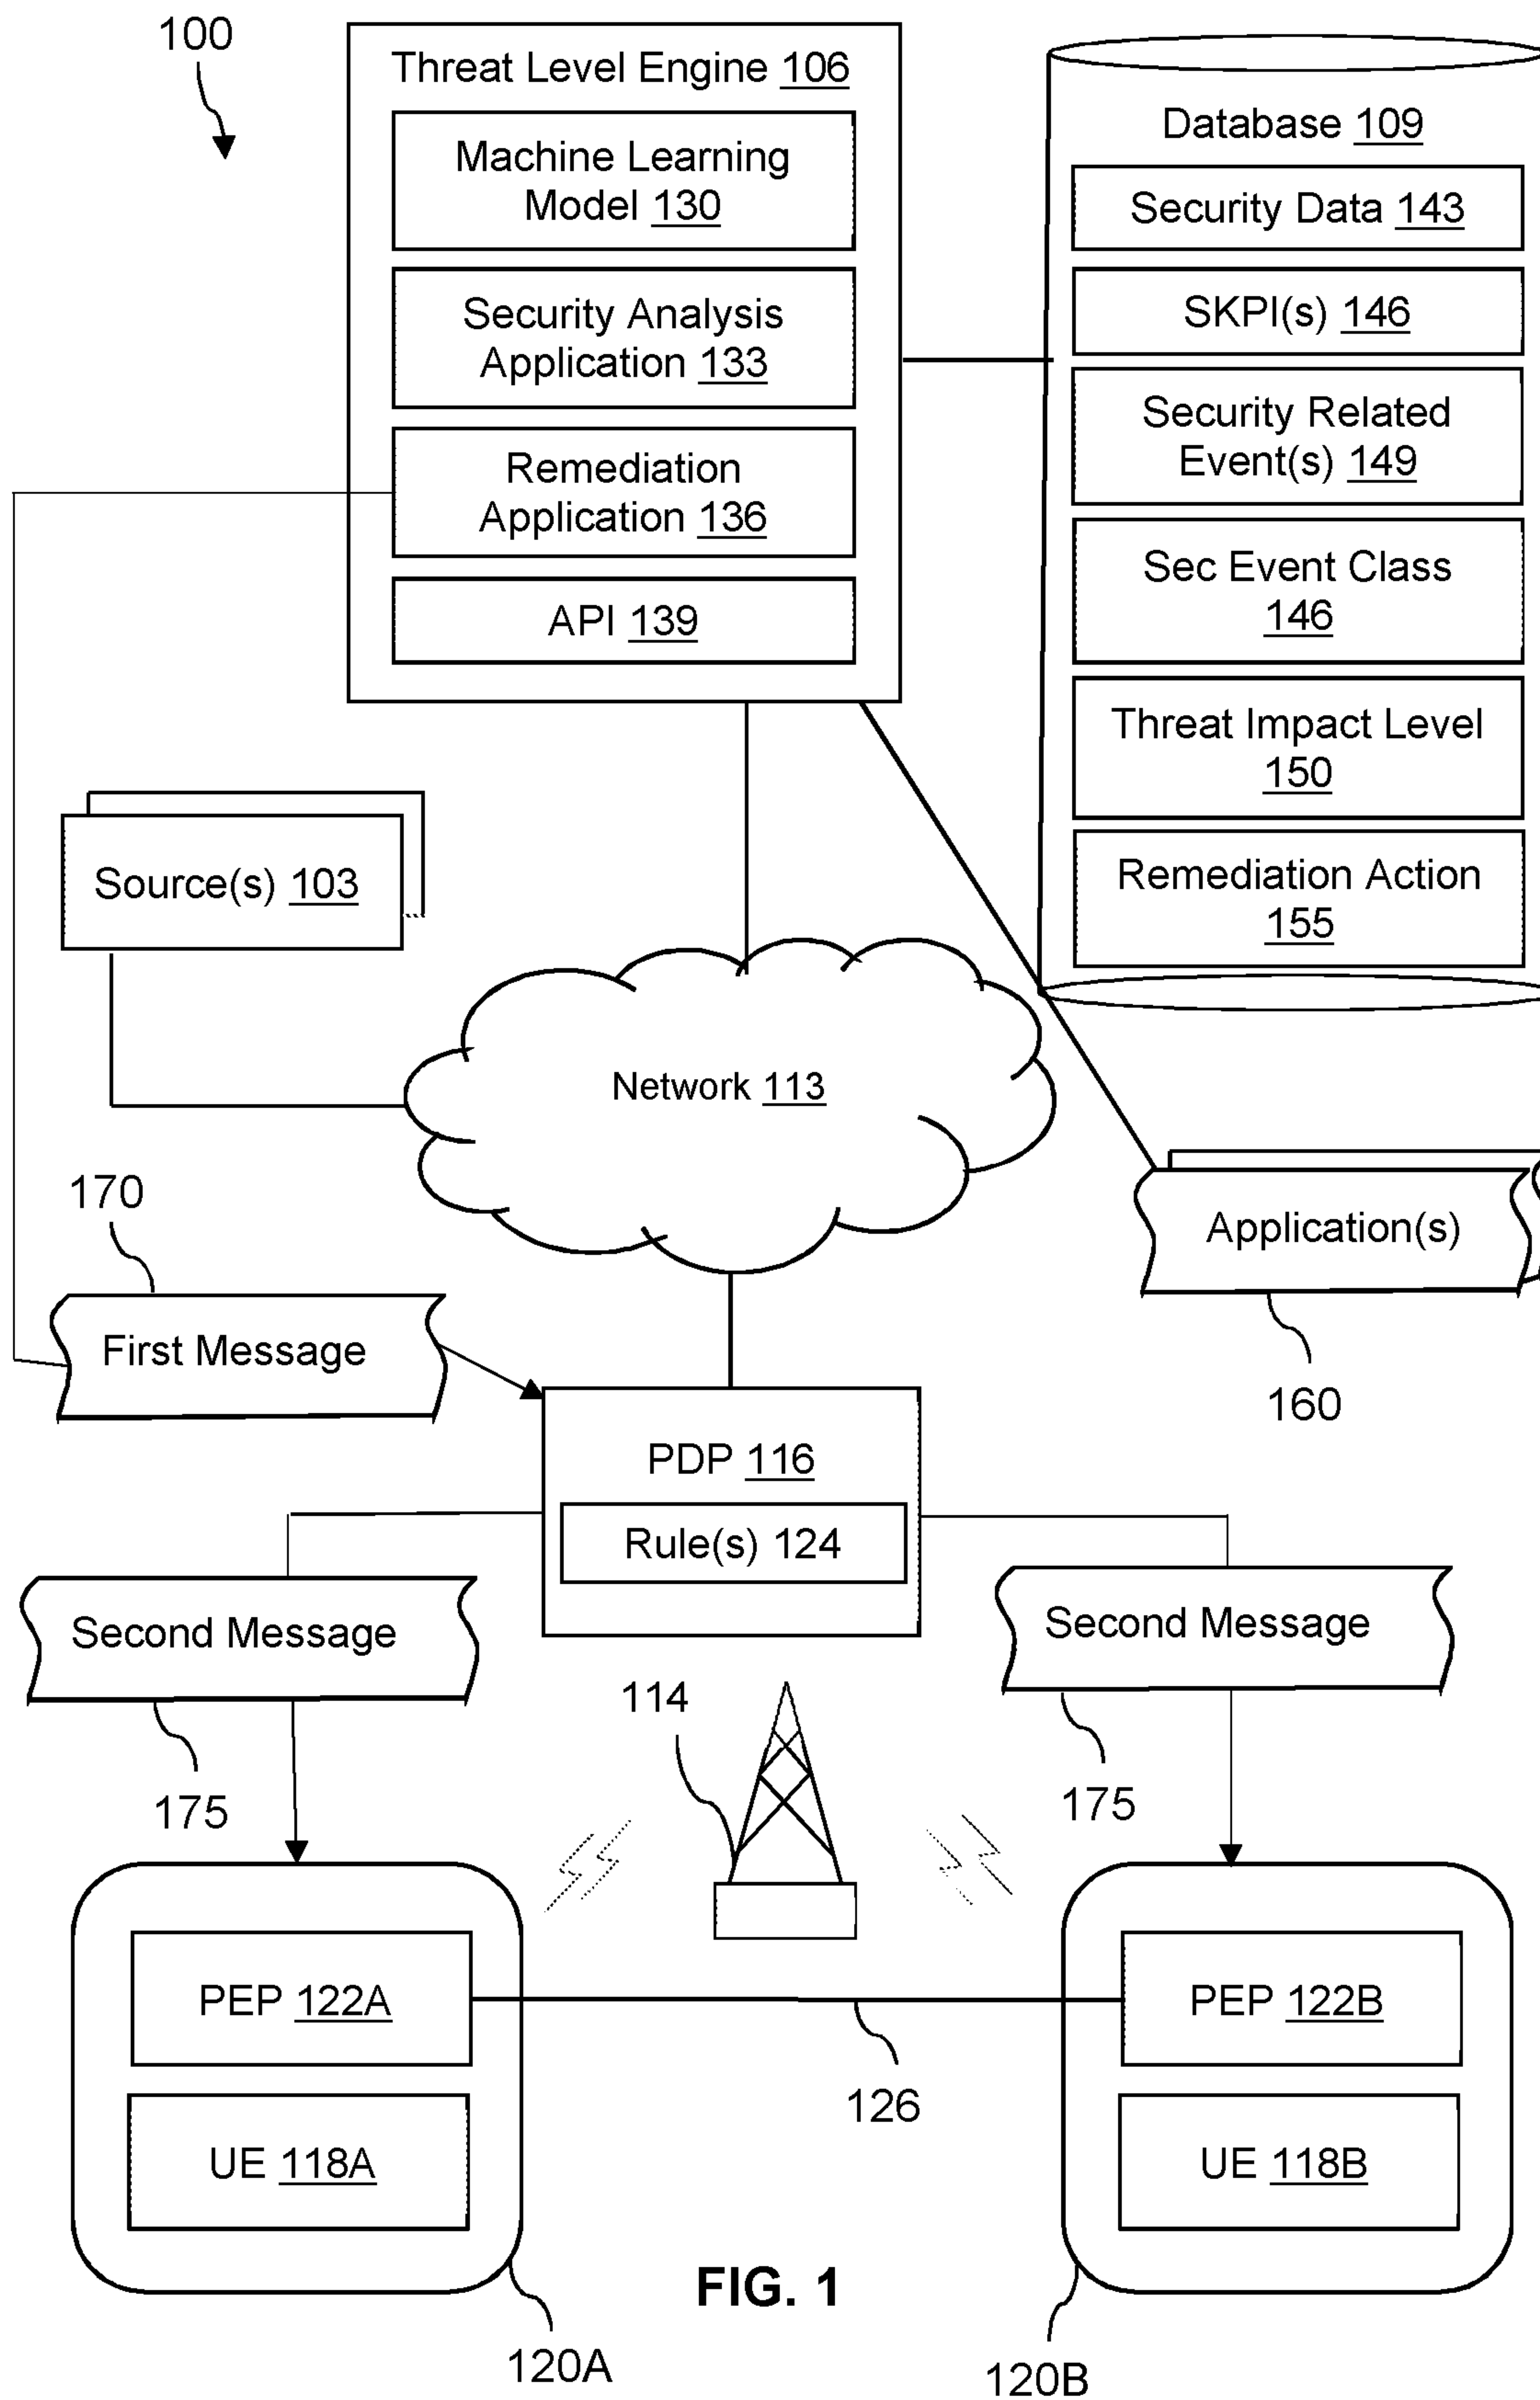 100
Threat Level Engine 106
Machine Learning
Model 130
Security Analysis
Application 133
Remediation
Application 136
API 139
Database 109
Security Data 143
SKPI(s) 146
Security Related
Event(s) 149
Sec Event Class
146
Threat Impact Level
150
Remediation Action
155
Source(s) 103
Network 113
170
First Message
Application(s)
160
PDP 116
Rule(s) 124
Second Message
175
Second Message
175
114
PEP 122A
UE 118A
126
PEP 122B
UE 118B
120A
120B
FIG. 1